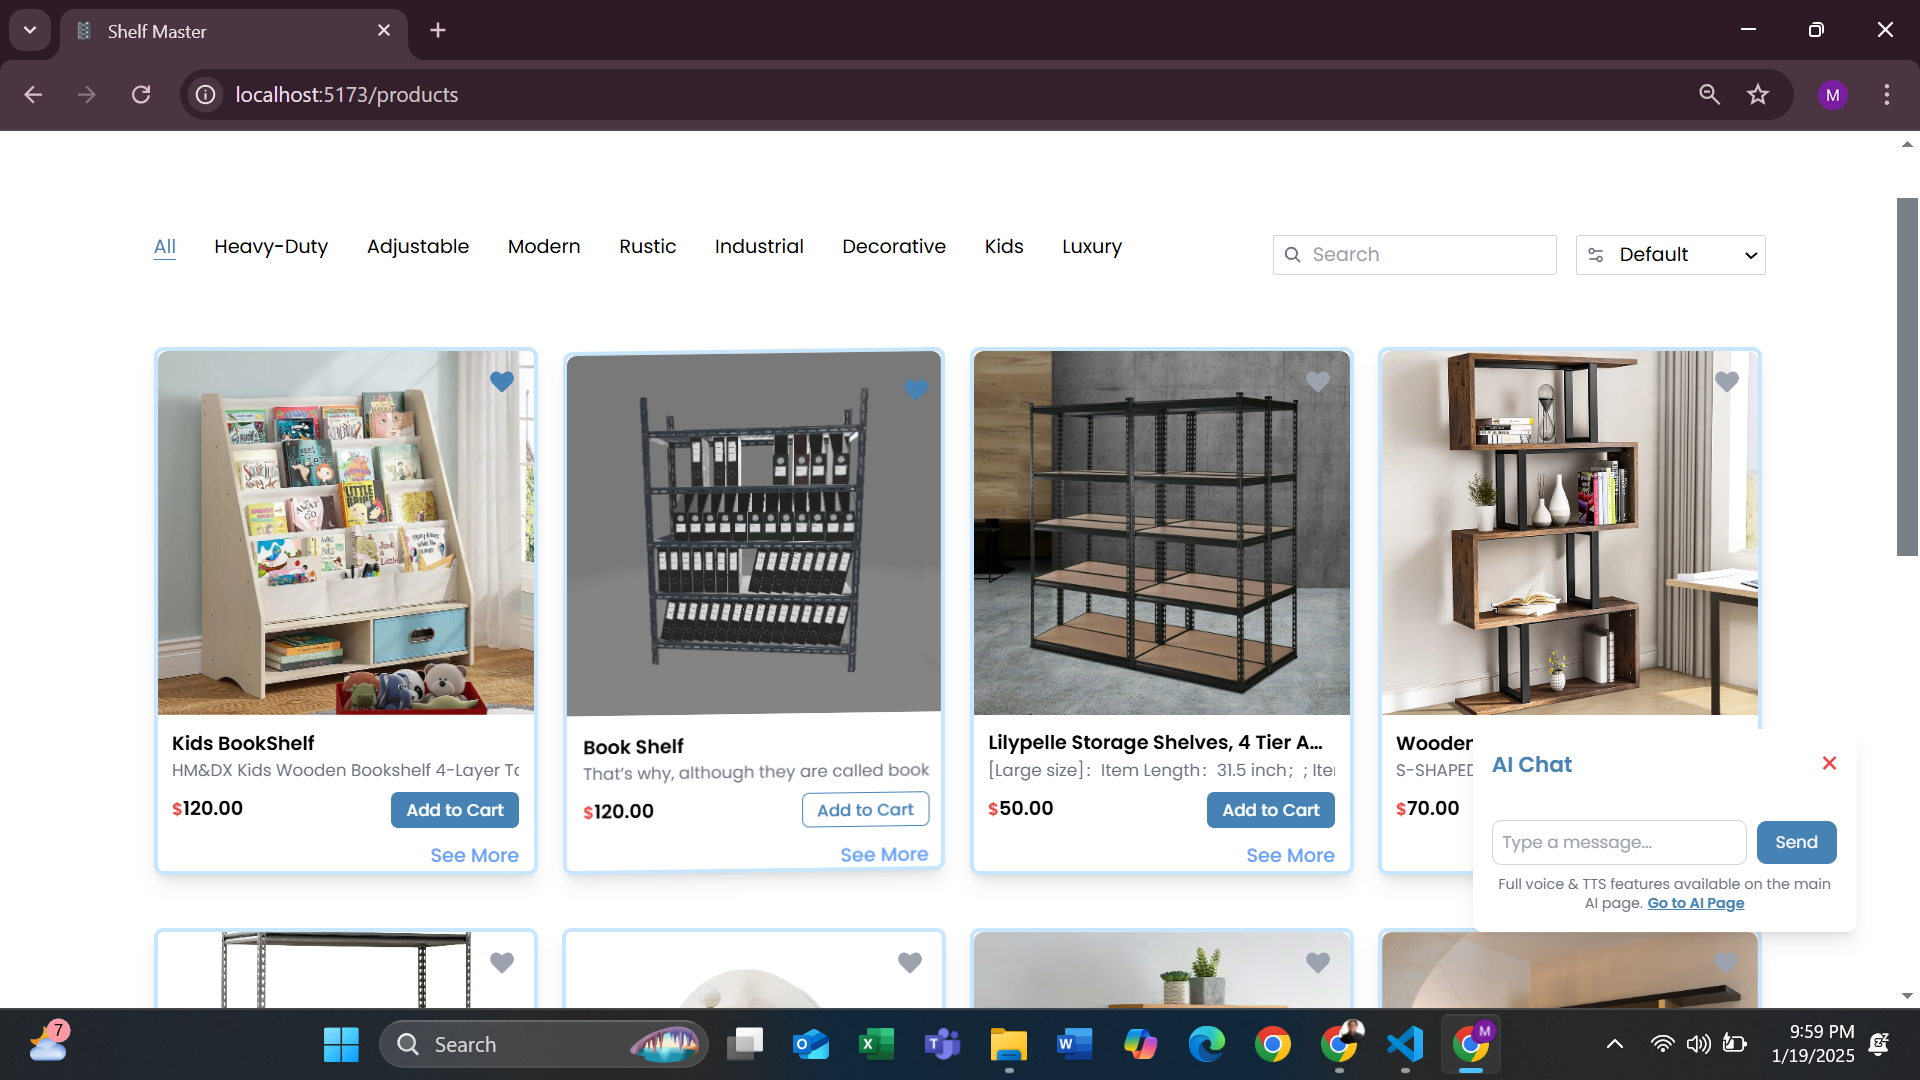 Shelf Master
localhost:5173/products
M
All Heavy-Duty Adjustable Modern Rustic Industrial Decorative Kids Luxury
Search
Default
Kids BookShelf
HM&DX Kids Wooden Bookshelf 4-Layer To
$120.00
Add to Cart
See More
Book Shelf
That's why, although they are called book
$120.00
Add to Cart
See More
Lilypelle Storage Shelves, 4 Tier A...
[Large size]: Item Length: 31.5 inch; ; Iter
$50.00
Add to Cart
See More
Wooden
S-SHAPED
$70.00
AI Chat
Type a message...
Send
Full voice & TTS features available on the main
AI page. Go to AI Page
7
Search
M
9:59 PM
1/19/2025